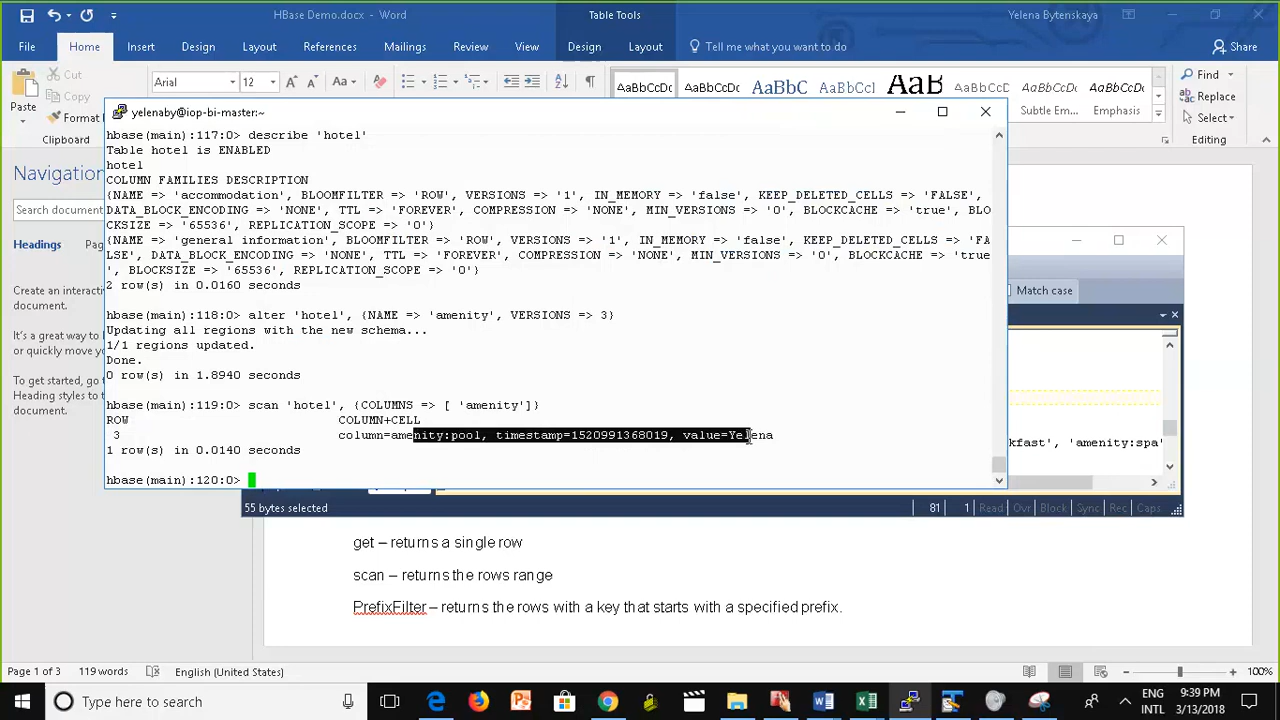 HBase Demo.docx - Word
Table Tools
Yelena Bytenskaya
File Home Insert Design Layout References Mailings Review View Design Layout Tell me what you want to do Share
Cut
Copy
Format
Paste
Clipboard
Arial 12
Aa
AaBbCcI AaBbCcI AaBbC AaBbCcI AaB AaBbCcD AaBbCcD
Subtle Em... Emphasis
Find
Replace
Select
Editing
yelenaby@iop-bi-master:~
hbase(main):117:0> describe 'hotel'
Table hotel is ENABLED
hotel
COLUMN FAMILIES DESCRIPTION
{NAME => 'accommodation', BLOOMFILTER => 'ROW', VERSIONS => '1', IN_MEMORY => 'false', KEEP_DELETED_CELLS => 'FALSE',
DATA_BLOCK_ENCODING => 'NONE', TTL => 'FOREVER', COMPRESSION => 'NONE', MIN_VERSIONS => '0', BLOCKCACHE => 'true', BLO
CKSIZE => '65536', REPLICATION_SCOPE => '0'}
{NAME => 'general information', BLOOMFILTER => 'ROW', VERSIONS => '1', IN_MEMORY => 'false', KEEP_DELETED_CELLS => 'FA
LSE', DATA_BLOCK_ENCODING => 'NONE', TTL => 'FOREVER', COMPRESSION => 'NONE', MIN_VERSIONS => '0', BLOCKCACHE => 'true
', BLOCKSIZE => '65536', REPLICATION_SCOPE => '0'}
2 row(s) in 0.0160 seconds
hbase(main):118:0> alter 'hotel', {NAME => 'amenity', VERSIONS => 3}
Updating all regions with the new schema...
1/1 regions updated.
Done.
0 row(s) in 1.8940 seconds
hbase(main):119:0> scan 'hotel', {COLUMNS => [ 'amenity']}
ROW COLUMN+CELL
3 column=amenity:pool, timestamp=1520991368019, value=Yelena
1 row(s) in 0.0140 seconds
hbase(main):120:0>
Navigation
Search docum
Headings Pa
Create an interacti
document.
It's a great way to k
or quickly move yo
To get started, go t
Heading styles to t
document.
Match case
kfast', 'amenity:spa'
55 bytes selected 81 1 Read Ovr Block Sync Rec Caps
get – returns a single row
scan – returns the rows range
PrefixFilter – returns the rows with a key that starts with a specified prefix.
Page 1 of 3 119 words English (United States) 100%
Type here to search
ENG
INTL
9:39 PM
3/13/2018